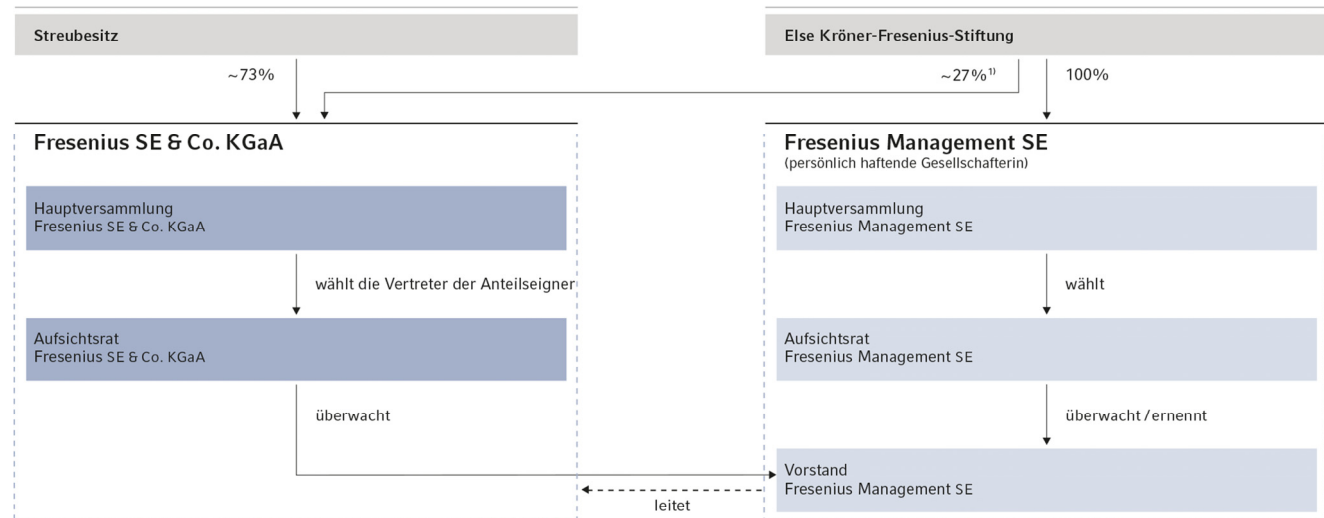 Streubesitz
Else Kröner-Fresenius-Stiftung
~73%
~27%¹⁾
100%
Fresenius SE & Co. KGaA
Fresenius Management SE
(persönlich haftende Gesellschafterin)
Hauptversammlung
Fresenius SE & Co. KGaA
Hauptversammlung
Fresenius Management SE
wählt die Vertreter der Anteilseigner
wählt
Aufsichtsrat
Fresenius SE & Co. KGaA
Aufsichtsrat
Fresenius Management SE
überwacht
überwacht/ernennt
Vorstand
Fresenius Management SE
leitet